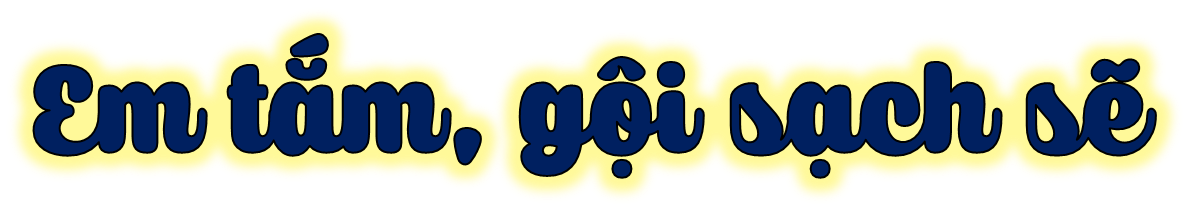 Em tắm, gội sạch sẽ